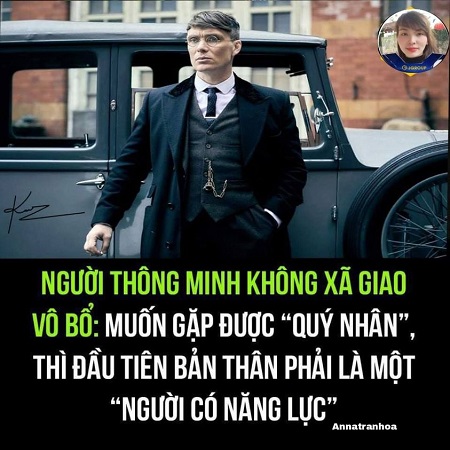 JGROUP
NGƯỜI THÔNG MINH KHÔNG XÃ GIAO
VÔ BỔ: MUỐN GẶP ĐƯỢC “QUÝ NHÂN”,
THÌ ĐẦU TIÊN BẢN THÂN PHẢI LÀ MỘT
“NGƯỜI CÓ NĂNG LỰC”
Annatranhoa